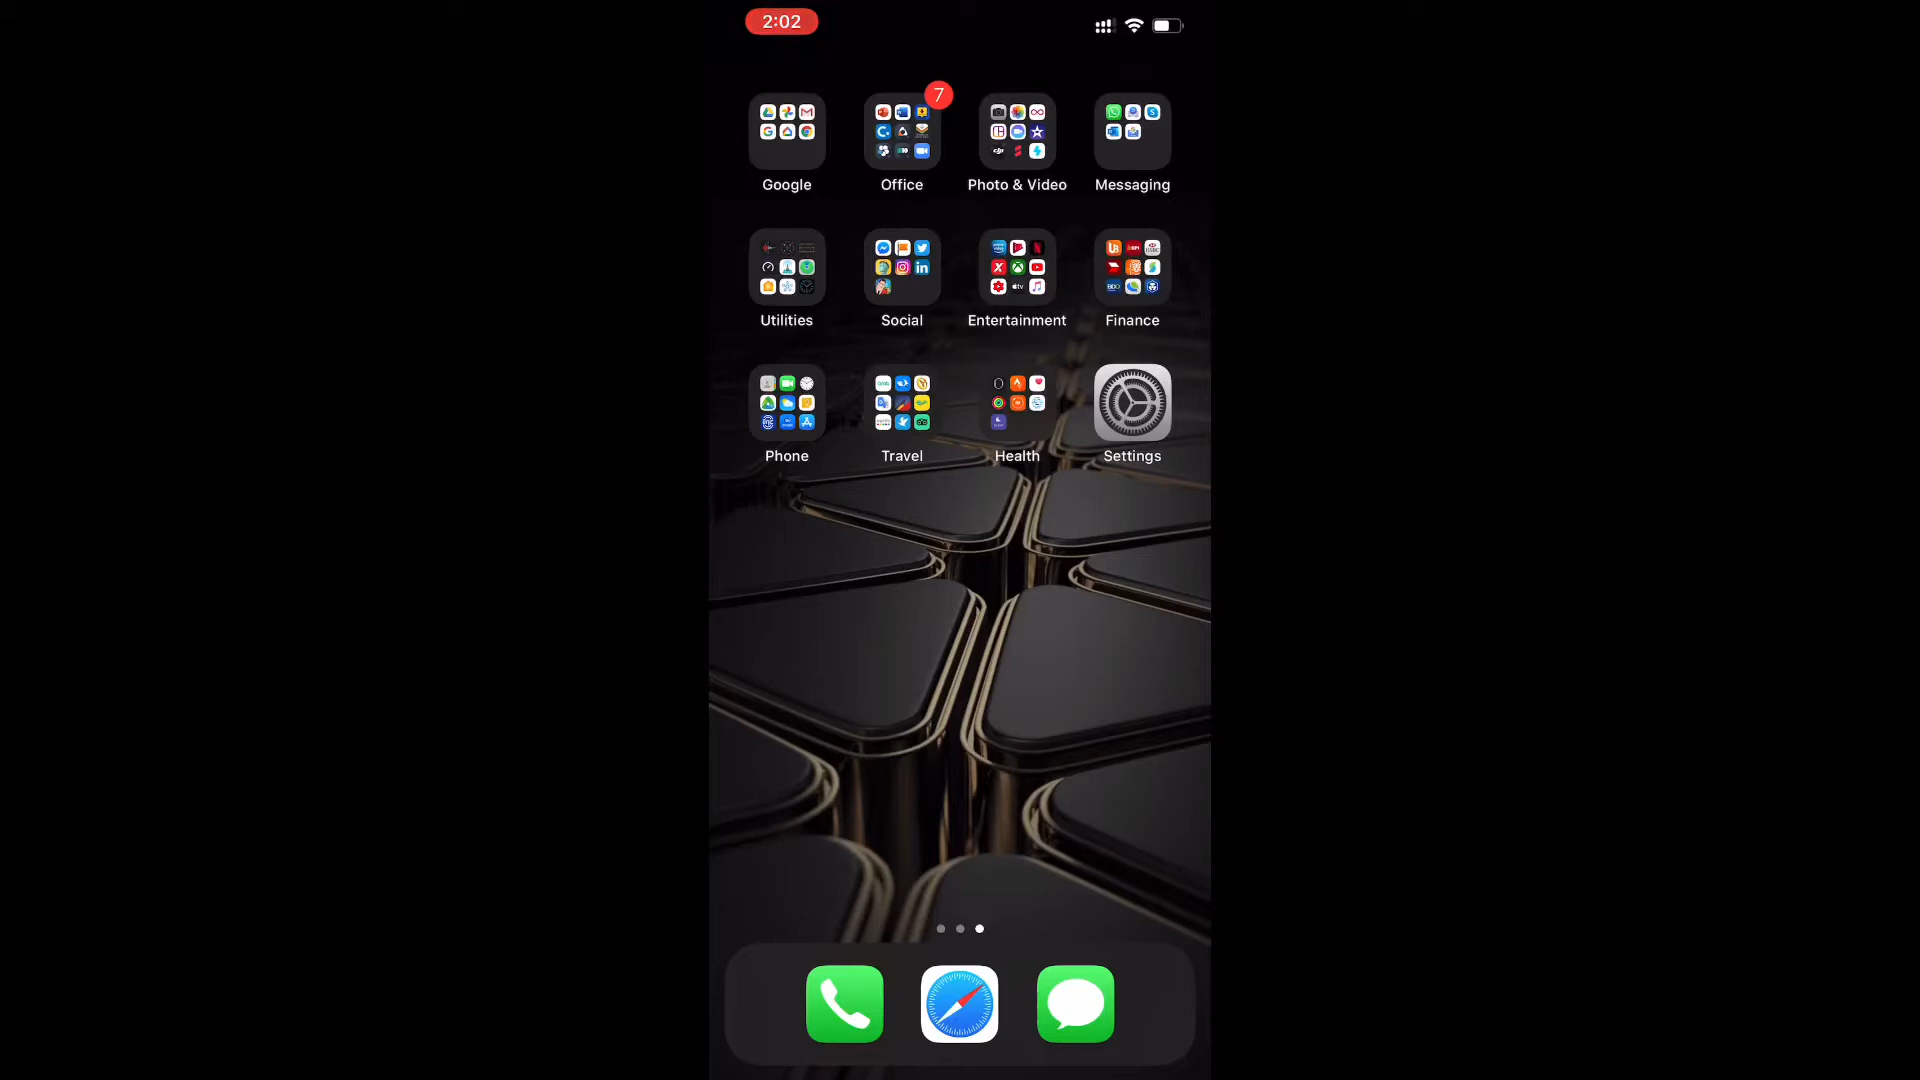 2:02
7
Google Office Photo & Video Messaging
Utilities Social Entertainment Finance
Phone Travel Health Settings